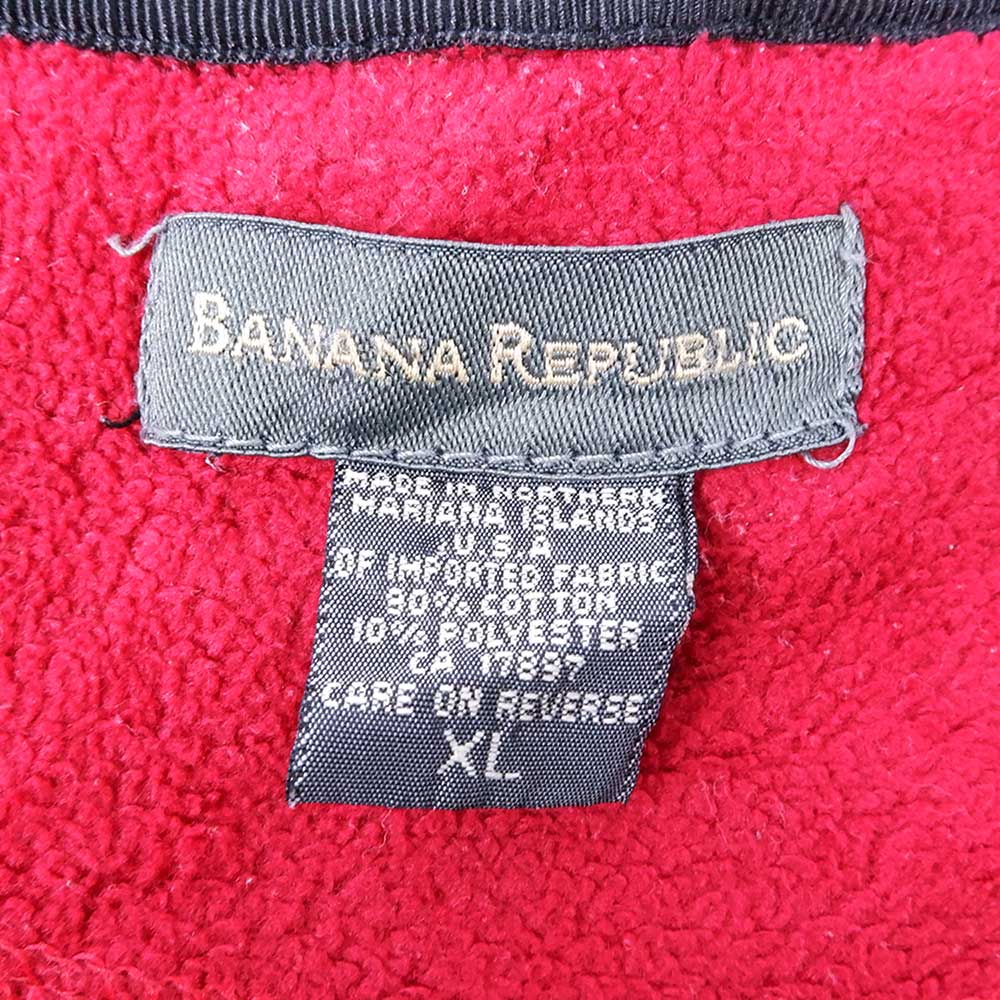 BANANA REPUBLIC
MADE IN NORTHERN
MARIANA ISLANDS
U.S.A
OF IMPORTED FABRIC
90% COTTON
10% POLYESTER
CA 17897
CARE ON REVERSE
XL